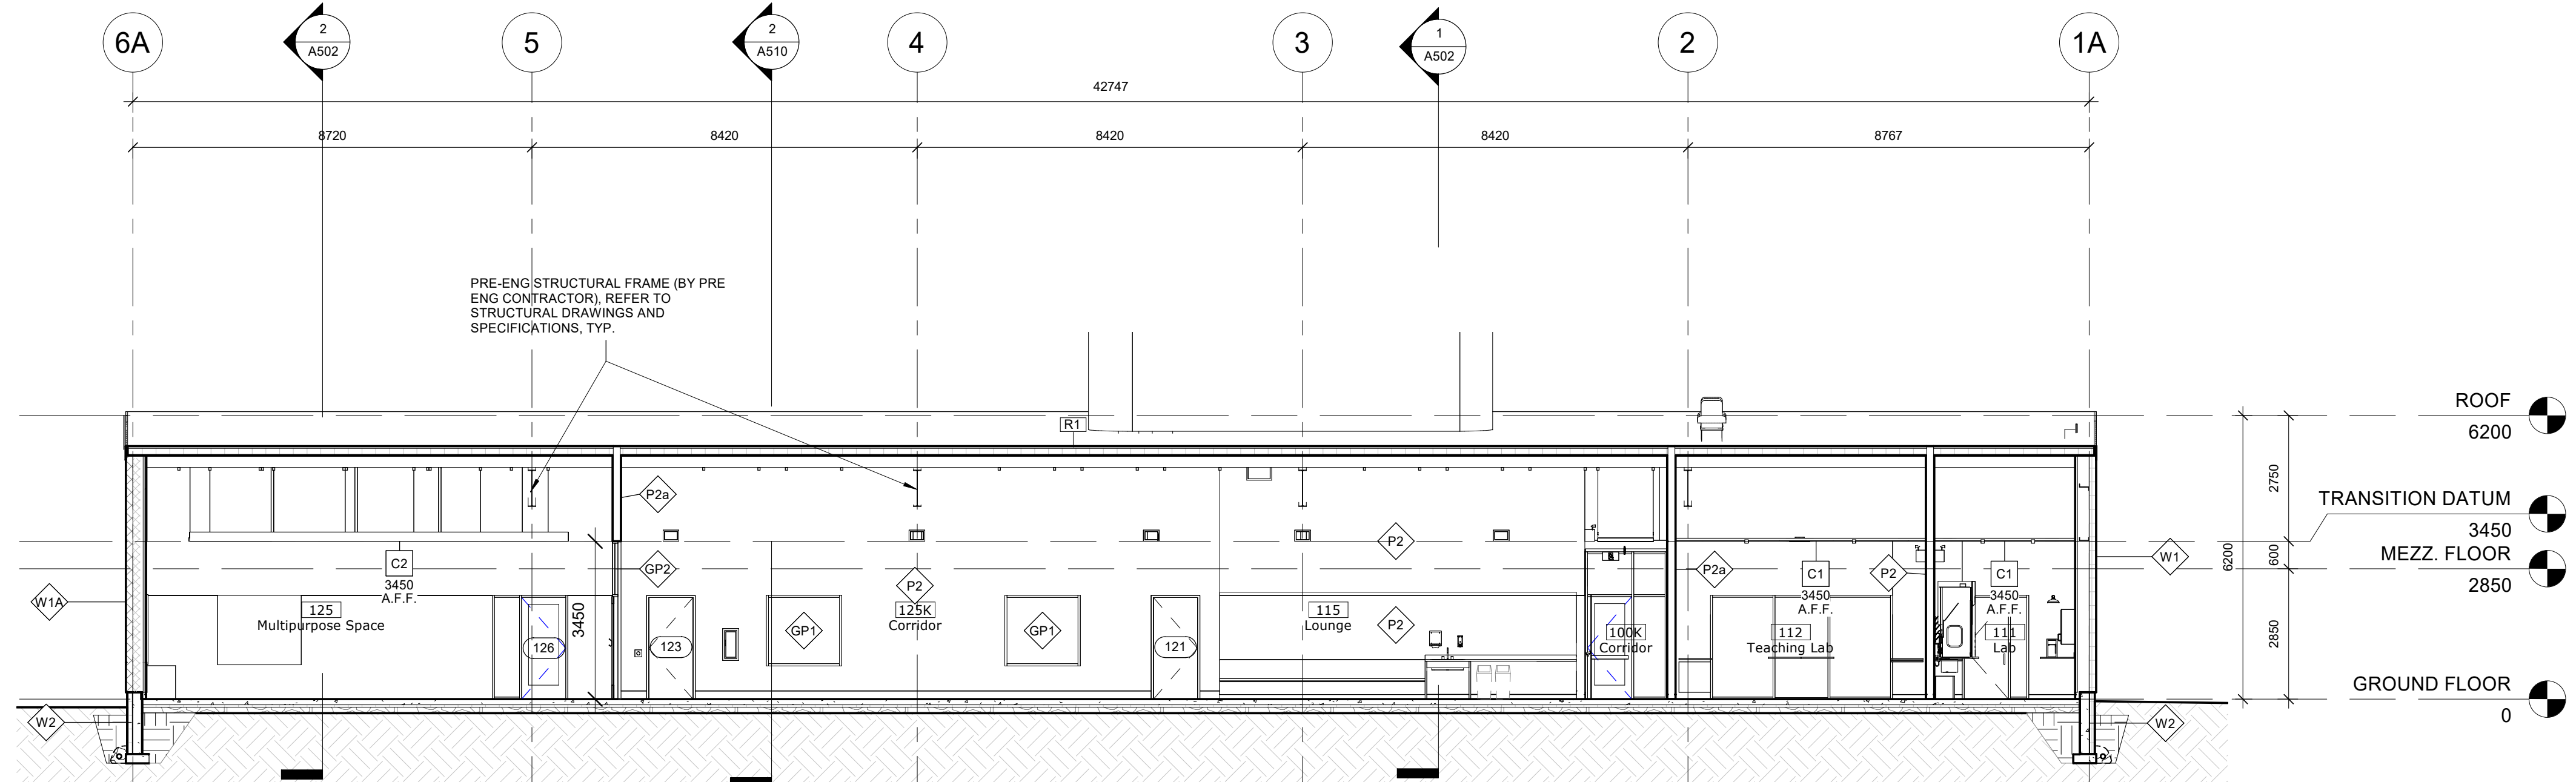 6A
2
A502
5
2
A510
4
3
1
A502
2
1A
42747
8720
8420
8420
8420
8767
PRE-ENG STRUCTURAL FRAME (BY PRE
ENG CONTRACTOR), REFER TO
STRUCTURAL DRAWINGS AND
SPECIFICATIONS, TYP.
R1
ROOF
6200
TRANSITION DATUM
3450
MEZZ. FLOOR
2850
GROUND FLOOR
0
2750
600
2850
6200
P2a
GP2
C2
3450
A.F.F.
W1A
125
Multipurpose Space
3450
126
123
GP1
P2
125K
Corridor
GP1
121
P2
115
Lounge
P2
100K
Corridor
P2a
C1
3450
A.F.F.
P2
C1
3450
A.F.F.
112
Teaching Lab
111
Lab
W1
W2
W2